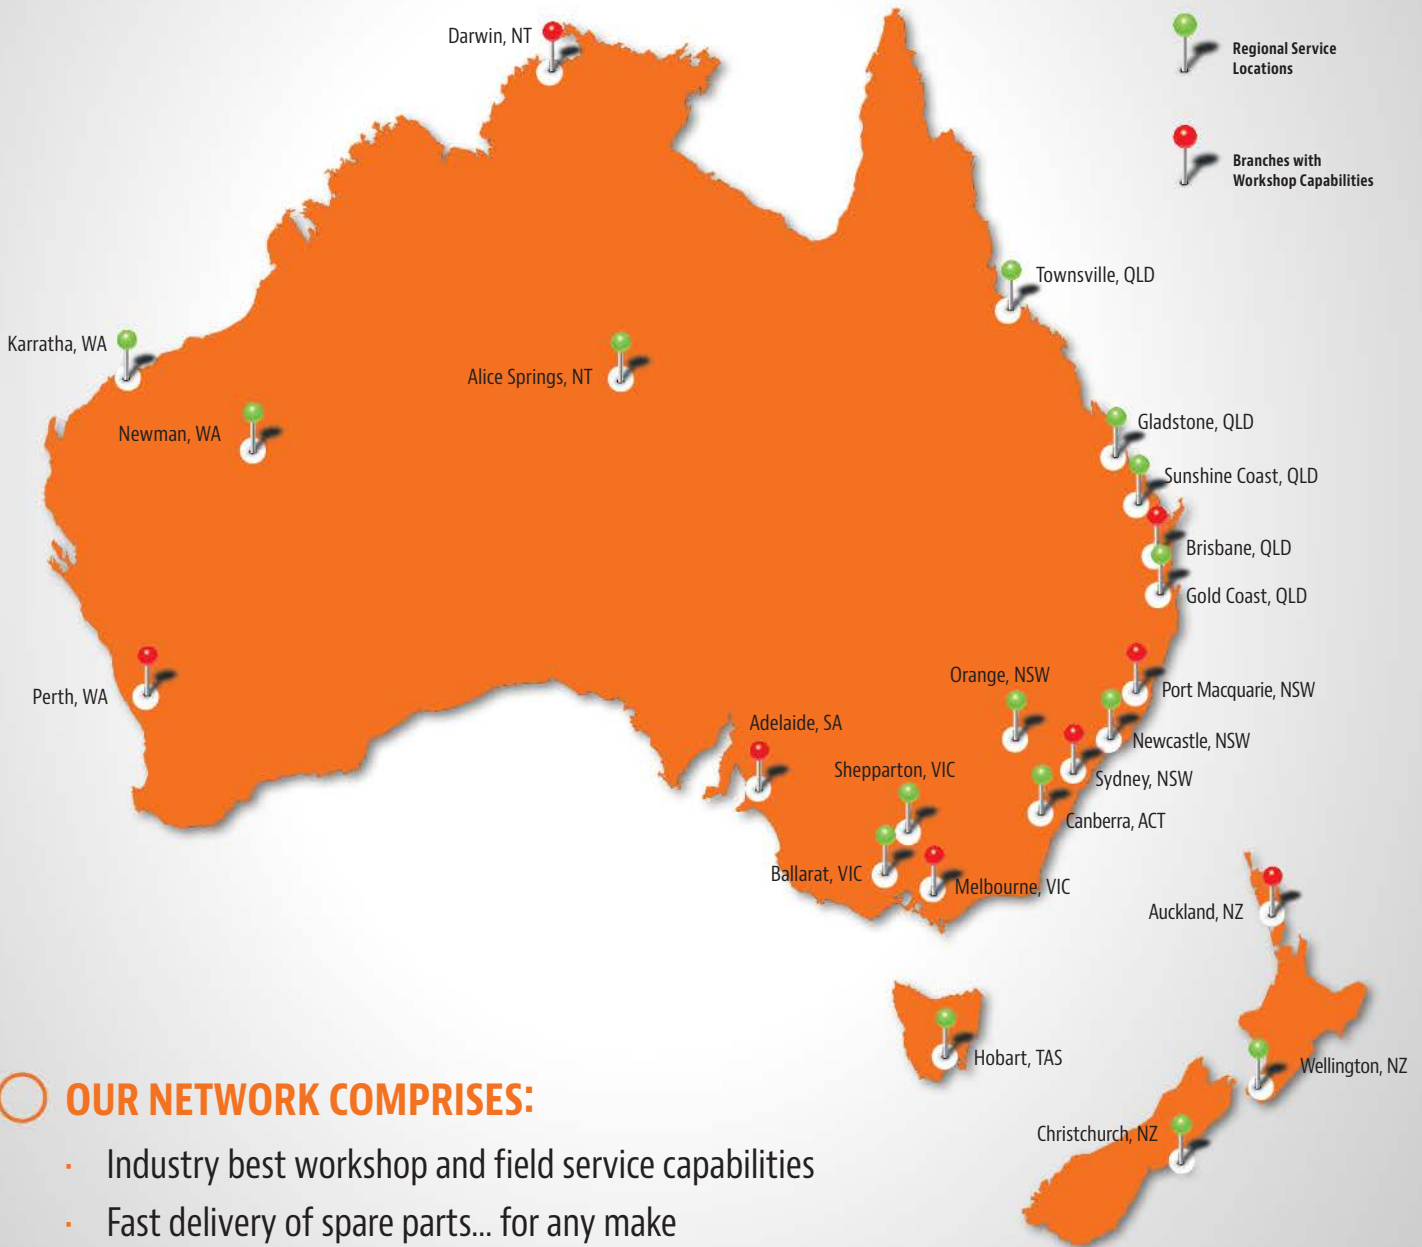 Darwin, NT
Regional Service
Locations
Branches with
Workshop Capabilities
Townsville, QLD
Karratha, WA
Alice Springs, NT
Newman, WA
Gladstone, QLD
Sunshine Coast, QLD
Brisbane, QLD
Gold Coast, QLD
Orange, NSW
Perth, WA
Port Macquarie, NSW
Adelaide, SA
Newcastle, NSW
Shepparton, VIC
Sydney, NSW
Canberra, ACT
Ballarat, VIC
Melbourne, VIC
Auckland, NZ
Hobart, TAS
Wellington, NZ
Christchurch, NZ
OUR NETWORK COMPRISES:
· Industry best workshop and field service capabilities
· Fast delivery of spare parts... for any make